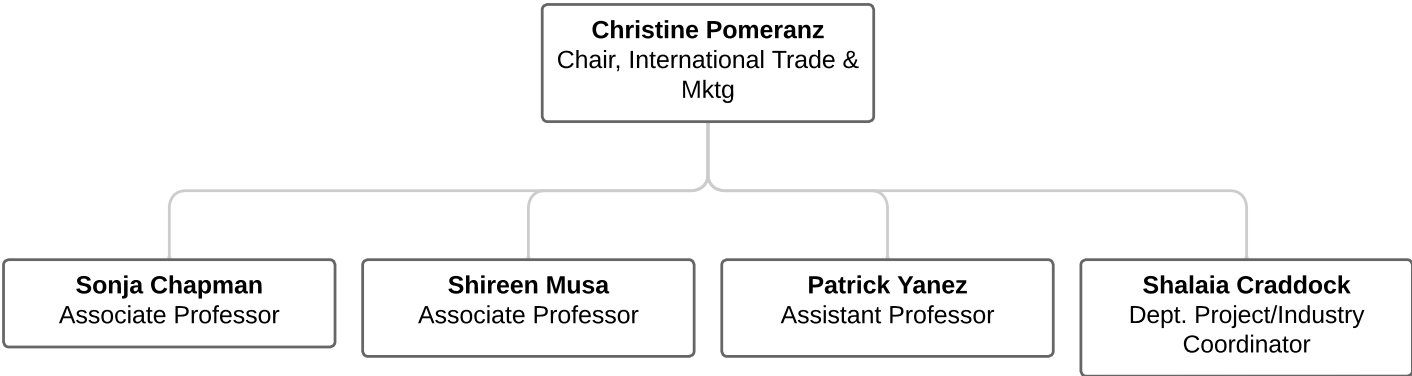 Christine Pomeranz
Chair, International Trade &
Mktg
Sonja Chapman
Associate Professor
Shireen Musa
Associate Professor
Patrick Yanez
Assistant Professor
Shalaia Craddock
Dept. Project/Industry
Coordinator